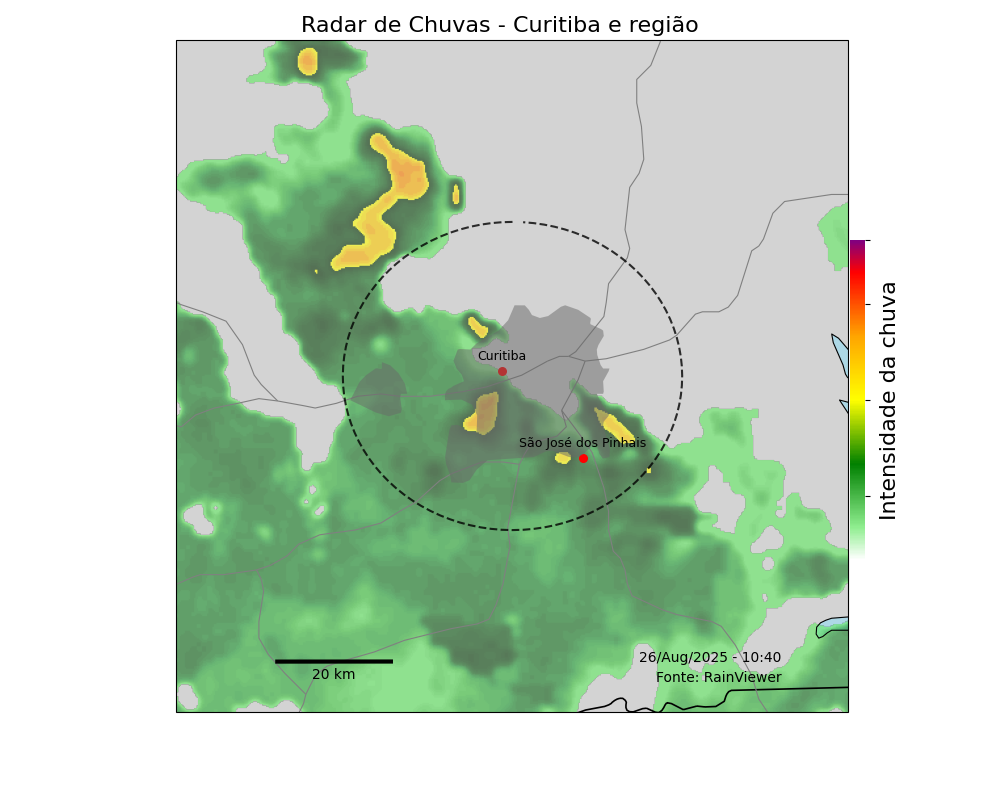 Radar de Chuvas - Curitiba e região
Curitiba
São José dos Pinhais
Intensidade da chuva
26/Aug/2025 - 10:40
Fonte: RainViewer
20 km